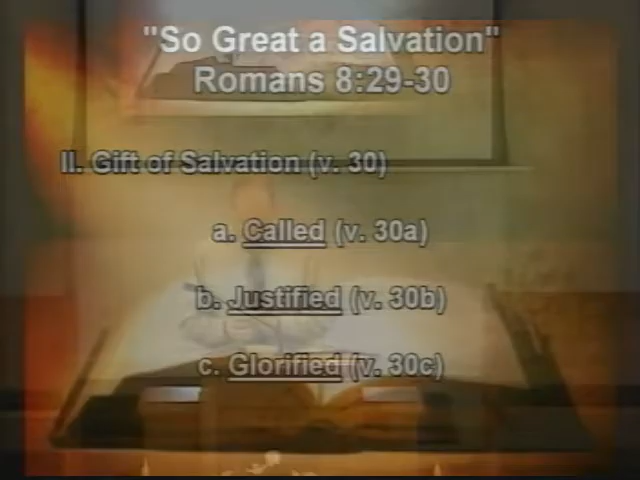 "So Great a Salvation"
Romans 8:29-30
II. Gift of Salvation (v. 30)
a. Called (v. 30a)
b. Justified (v. 30b)
c. Glorified (v. 30c)